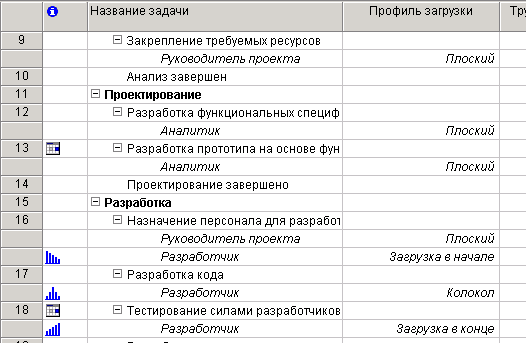 Название задачи Профиль загрузки Тру
9 Закрепление требуемых ресурсов
Руководитель проекта Плоский
10 Анализ завершен
11 Проектирование
12 Разработка функциональных специф
Аналитик Плоский
13 Разработка прототипа на основе фун
Аналитик Плоский
14 Проектирование завершено
15 Разработка
16 Назначение персонала для разработ
Руководитель проекта Плоский
Разработчик Загрузка в начале
17 Разработка кода
Разработчик Колокол
18 Тестирование силами разработчиков
Разработчик Загрузка в конце